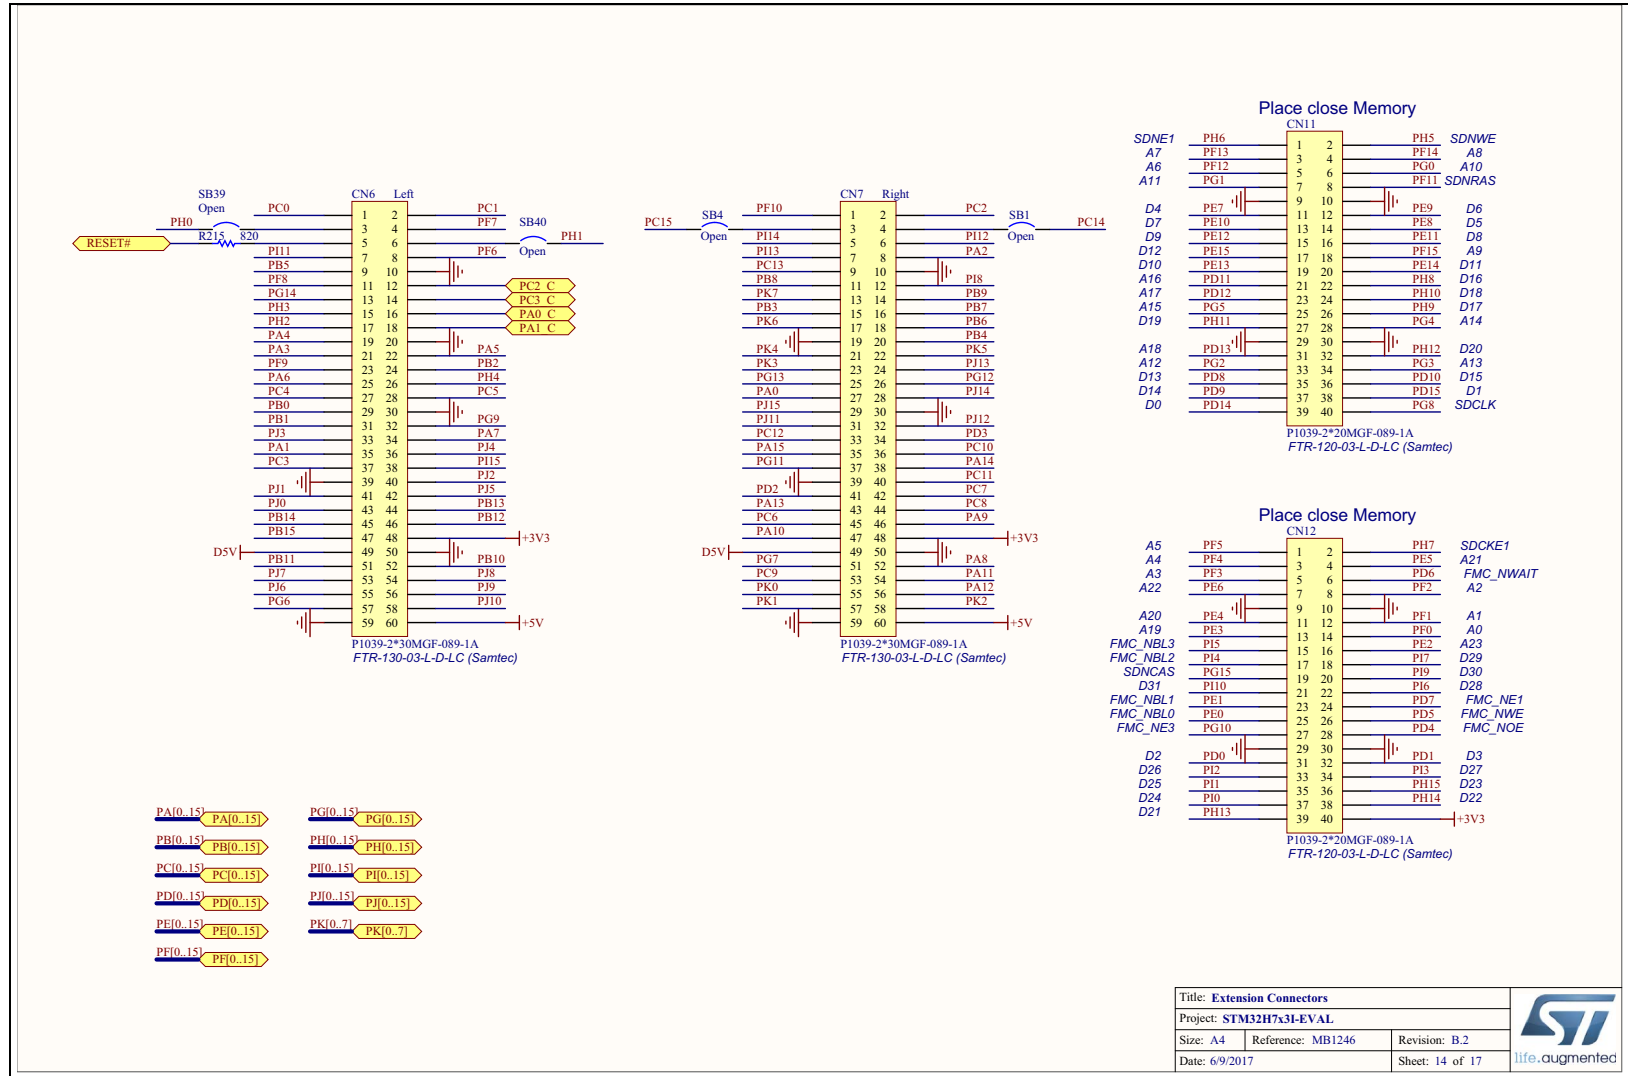 SB39
Open
CN6 Left
PC0 1 2 PC1
PH0 3 4 PF7
SB40
Open
RESET# R215 820 5 6 PH1
PI11 7 8 PF6
PB5 9 10
PF8 11 12 PC2_C
PG14 13 14 PC3_C
PH3 15 16 PA0_C
PH2 17 18 PA1_C
PA4 19 20
PA3 21 22 PA5
PF9 23 24 PB2
PA6 25 26 PH4
PC4 27 28 PC5
PB0 29 30
PB1 31 32 PG9
PJ3 33 34 PA7
PA1 35 36 PJ4
PC3 37 38 PI15
39 40 PJ2
PJ1 41 42 PJ5
PJ0 43 44 PB13
PB14 45 46 PB12
PB15 47 48 +3V3
D5V 49 50
PB11 51 52 PB10
PJ7 53 54 PJ8
PJ6 55 56 PJ9
PG6 57 58 PJ10
59 60 +5V
P1039-2*30MGF-089-1A
FTR-130-03-L-D-LC (Samtec)
CN7 Right
PF10 1 2 PC2
SB4
Open
SB1
Open
PC15 3 4 PC14
PI14 5 6 PI12
PI13 7 8 PA2
PC13 9 10
PB8 11 12 PI8
PK7 13 14 PB9
PB3 15 16 PB7
PK6 17 18 PB6
19 20 PB4
PK4 21 22 PK5
PK3 23 24 PJ13
PG13 25 26 PG12
PA0 27 28 PJ14
PJ15 29 30
PJ11 31 32 PJ12
PC12 33 34 PD3
PA15 35 36 PC10
PG11 37 38 PA14
39 40 PC11
PD2 41 42 PC7
PA13 43 44 PC8
PC6 45 46 PA9
PA10 47 48 +3V3
D5V 49 50
PG7 51 52 PA8
PC9 53 54 PA11
PK0 55 56 PA12
PK1 57 58 PK2
59 60 +5V
P1039-2*30MGF-089-1A
FTR-130-03-L-D-LC (Samtec)
Place close Memory
CN11
SDNE1 PH6 1 2 PH5 SDNWE
A7 PF13 3 4 PF14 A8
A6 PF12 5 6 PG0 A10
A11 PG1 7 8 PF11 SDNRAS
9 10
D4 PE7 11 12 PE9 D6
D7 PE10 13 14 PE8 D5
D9 PE12 15 16 PE11 D8
D12 PE15 17 18 PF15 A9
D10 PE13 19 20 PE14 D11
A16 PD11 21 22 PH8 D16
A17 PD12 23 24 PH10 D18
A15 PG5 25 26 PH9 D17
D19 PH11 27 28 PG4 A14
29 30
A18 PD13 31 32 PH12 D20
A12 PG2 33 34 PG3 A13
D13 PD8 35 36 PD10 D15
D14 PD9 37 38 PD15 D1
D0 PD14 39 40 PG8 SDCLK
P1039-2*20MGF-089-1A
FTR-120-03-L-D-LC (Samtec)
Place close Memory
CN12
A5 PF5 1 2 PH7 SDCKE1
A4 PF4 3 4 PE5 A21
A3 PF3 5 6 PD6 FMC_NWAIT
A22 PE6 7 8 PF2 A2
9 10
A20 PE4 11 12 PF1 A1
A19 PE3 13 14 PF0 A0
FMC_NBL3 PI5 15 16 PE2 A23
FMC_NBL2 PI4 17 18 PI7 D29
SDNCAS PG15 19 20 PI9 D30
D31 PI10 21 22 PI6 D28
FMC_NBL1 PE1 23 24 PD7 FMC_NE1
FMC_NBL0 PE0 25 26 PD5 FMC_NWE
FMC_NE3 PG10 27 28 PD4 FMC_NOE
29 30
D2 PD0 31 32 PD1 D3
D26 PI2 33 34 PI3 D27
D25 PI1 35 36 PH15 D23
D24 PI0 37 38 PH14 D22
D21 PH13 39 40 +3V3
P1039-2*20MGF-089-1A
FTR-120-03-L-D-LC (Samtec)
PA[0..15] PA[0..15] PG[0..15] PG[0..15]
PB[0..15] PB[0..15] PH[0..15] PH[0..15]
PC[0..15] PC[0..15] PI[0..15] PI[0..15]
PD[0..15] PD[0..15] PJ[0..15] PJ[0..15]
PE[0..15] PE[0..15] PK[0..7] PK[0..7]
PF[0..15] PF[0..15]
Title: Extension Connectors
Project: STM32H7x3I-EVAL
Size: A4 Reference: MB1246 Revision: B.2
Date: 6/9/2017 Sheet: 14 of 17
ST
life.augmented